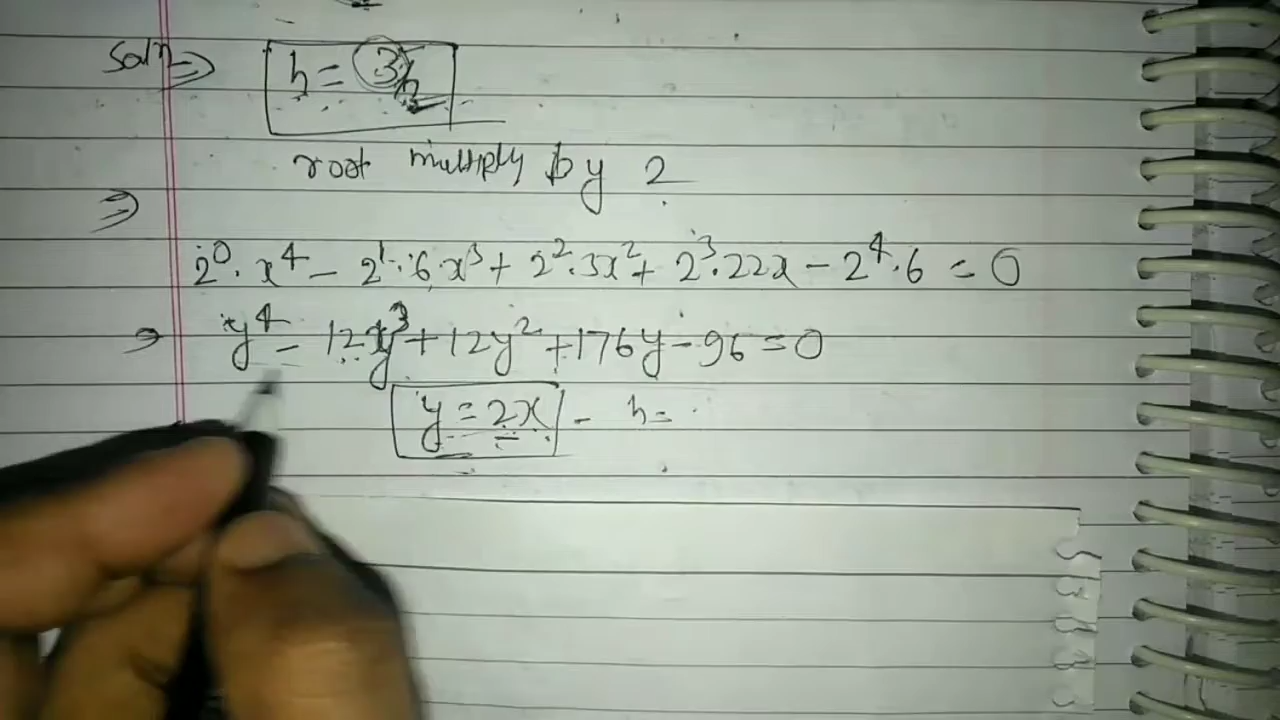 Soln ⇒ h = 3/2
root multiply by 2
⇒
2⁰·x⁴ - 2¹·6x³ + 2²·3x² + 2³·22x - 2⁴·6 = 0
⇒ y⁴ - 12y³ + 12y² + 176y - 96 = 0
y = 2x - h =